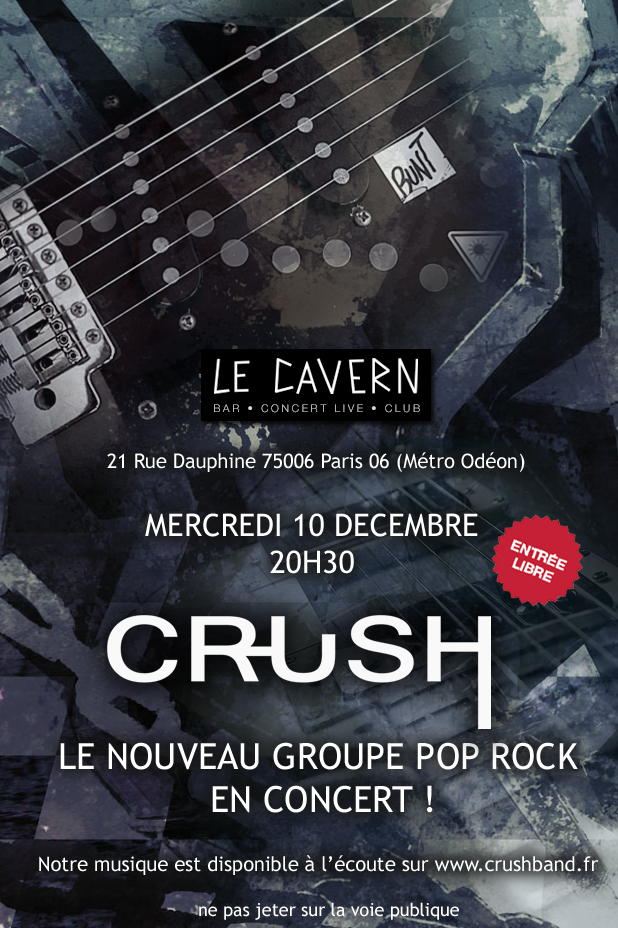 BUNT
LE CAVERN
BAR • CONCERT LIVE • CLUB
21 Rue Dauphine 75006 Paris 06 (Métro Odéon)
MERCREDI 10 DECEMBRE
20H30
ENTRÉE
LIBRE
CRUSH
LE NOUVEAU GROUPE POP ROCK
EN CONCERT !
Notre musique est disponible à l'écoute sur www.crushband.fr
ne pas jeter sur la voie publique